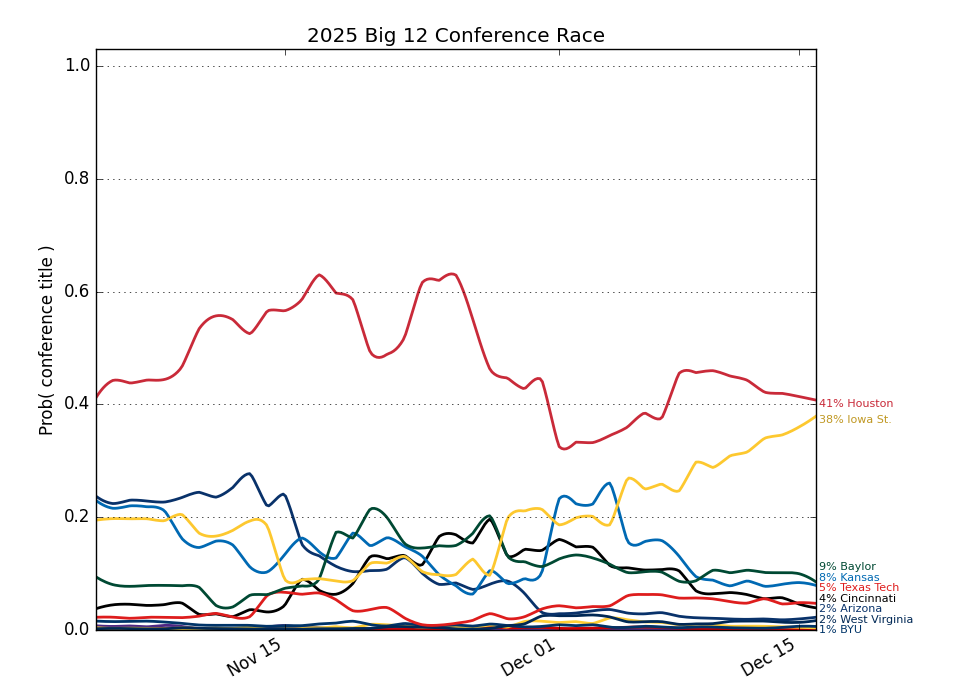 2025 Big 12 Conference Race
Prob( conference title )
1.0
0.8
0.6
0.4
0.2
0.0
41% Houston
38% Iowa St.
9% Baylor
8% Kansas
5% Texas Tech
4% Cincinnati
2% Arizona
2% West Virginia
1% BYU
Nov 15
Dec 01
Dec 15